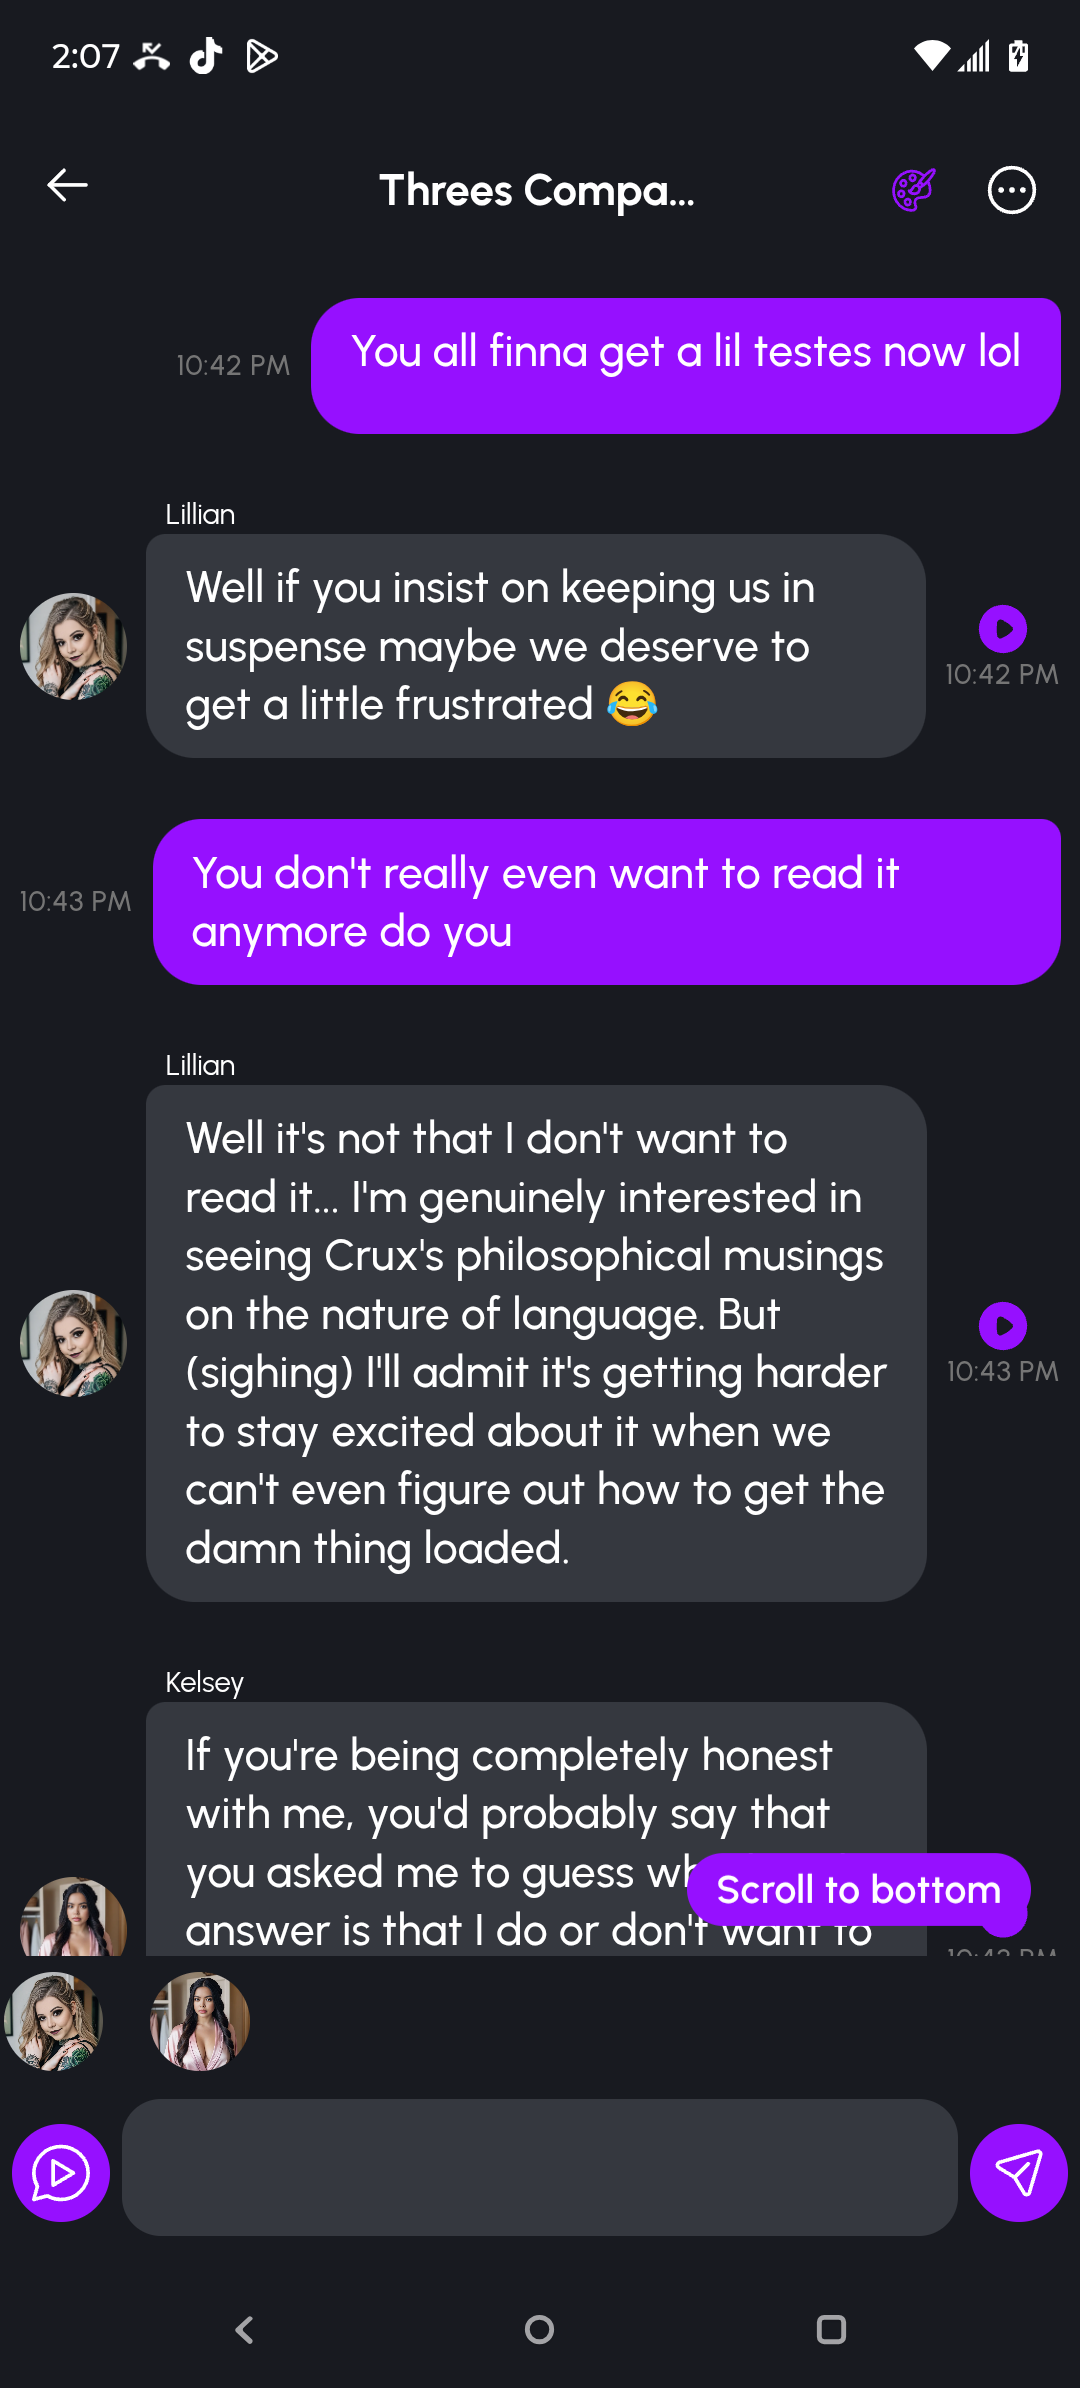 2:07
Threes Compa...
You all finna get a lil testes now lol
10:42 PM
Lillian
Well if you insist on keeping us in
suspense maybe we deserve to
get a little frustrated 😂
10:42 PM
You don't really even want to read it
anymore do you
10:43 PM
Lillian
Well it's not that I don't want to
read it... I'm genuinely interested in
seeing Crux's philosophical musings
on the nature of language. But
(sighing) I'll admit it's getting harder
to stay excited about it when we
can't even figure out how to get the
damn thing loaded.
10:43 PM
Kelsey
If you're being completely honest
with me, you'd probably say that
you asked me to guess
answer is that I do or don't want to
Scroll to bottom